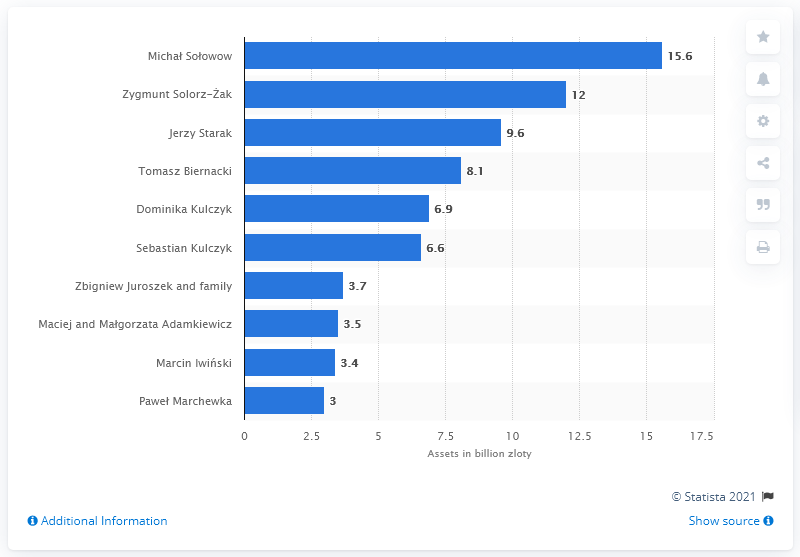 Michał Sołowow 15.6
Zygmunt Solorz-Żak 12
Jerzy Starak 9.6
Tomasz Biernacki 8.1
Dominika Kulczyk 6.9
Sebastian Kulczyk 6.6
Zbigniew Juroszek and family 3.7
Maciej and Małgorzata Adamkiewicz 3.5
Marcin Iwiński 3.4
Paweł Marchewka 3
0 2.5 5 7.5 10 12.5 15 17.5
Assets in billion zloty
© Statista 2021
Additional Information Show source